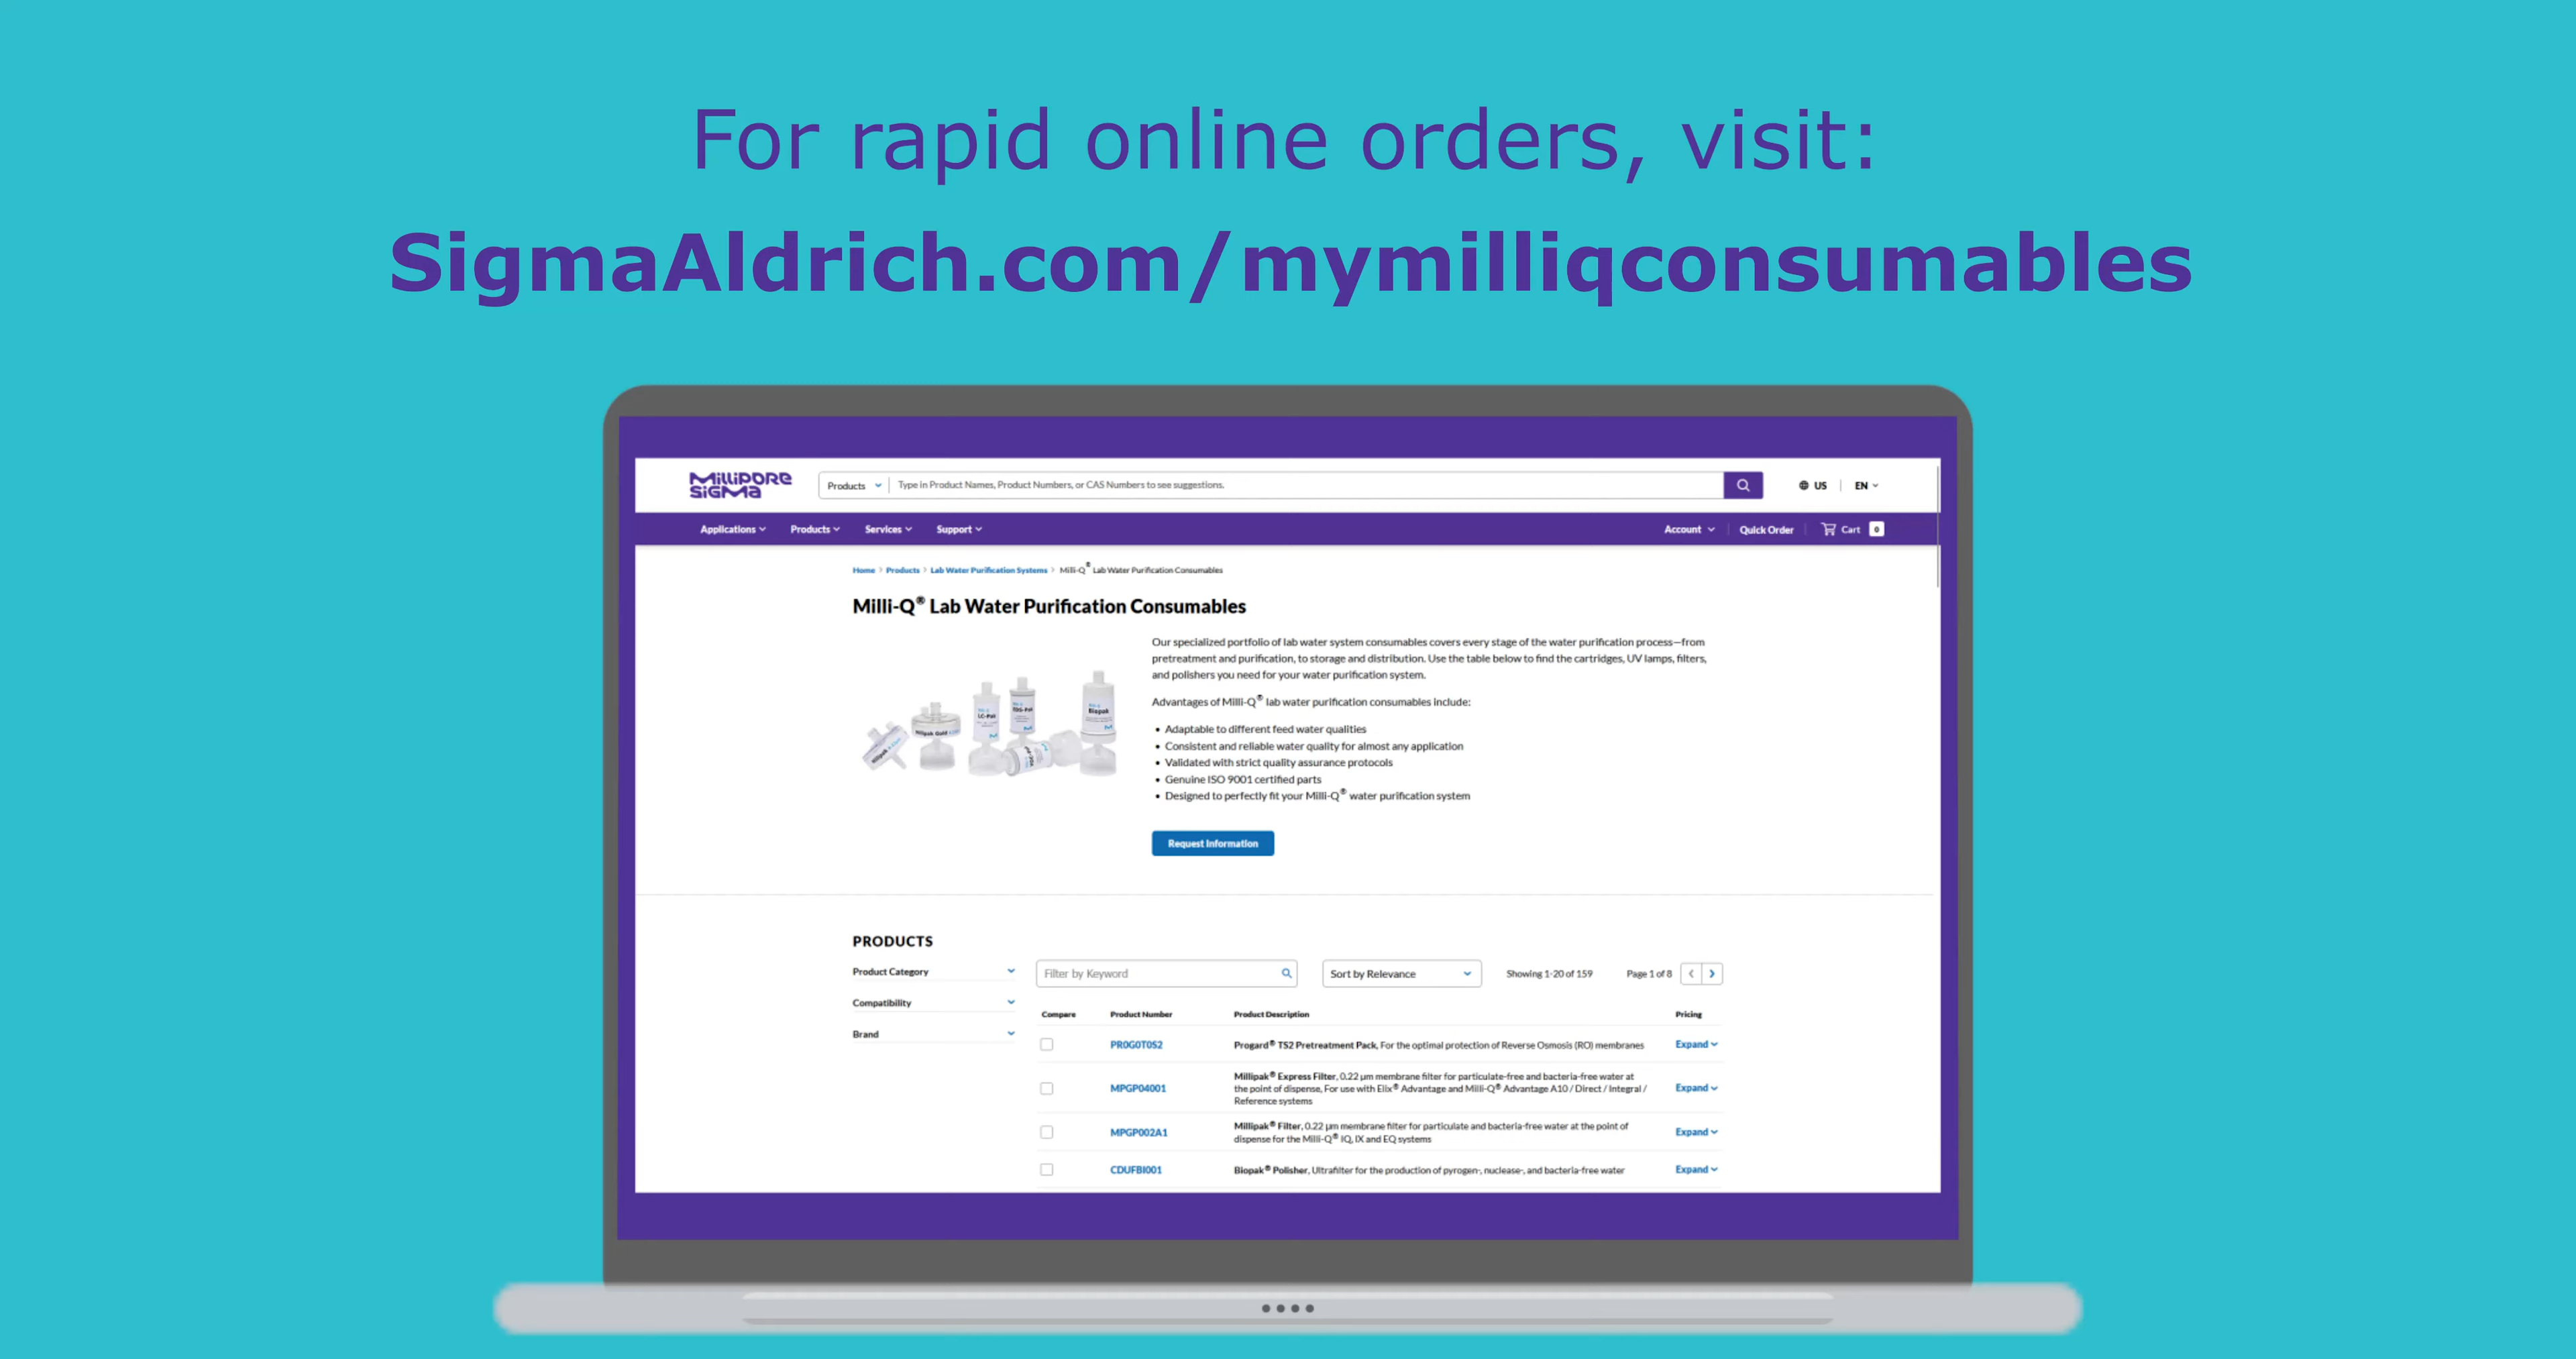 For rapid online orders, visit:
SigmaAldrich.com/mymilliqconsumables
MilliPORe
SiGMa
Products
Type in Product Names, Product Numbers, or CAS Numbers to see suggestions.
US
EN
Applications
Products
Services
Support
Account
Quick Order
Cart
0
Home > Products > Lab Water Purification Systems > Milli-Q® Lab Water Purification Consumables
Milli-Q® Lab Water Purification Consumables
Our specialized portfolio of lab water system consumables covers every stage of the water purification process—from
pretreatment and purification, to storage and distribution. Use the table below to find the cartridges, UV lamps, filters,
and polishers you need for your water purification system.
Advantages of Milli-Q® lab water purification consumables include:
• Adaptable to different feed water qualities
• Consistent and reliable water quality for almost any application
• Validated with strict quality assurance protocols
• Genuine ISO 9001 certified parts
• Designed to perfectly fit your Milli-Q® water purification system
Millipak
Millipak Gold
LC-Pak
EDS-Pak
Biopak
Request Information
PRODUCTS
Product Category
Compatibility
Brand
Filter by Keyword
Sort by Relevance
Showing 1-20 of 159
Page 1 of 8
Compare
Product Number
Product Description
Pricing
PR0G0T0S2
Progard® TS2 Pretreatment Pack, For the optimal protection of Reverse Osmosis (RO) membranes
Expand
MPGP04001
Millipak® Express Filter, 0.22 μm membrane filter for particulate-free and bacteria-free water at
the point of dispense, For use with Elix® Advantage and Milli-Q® Advantage A10 / Direct / Integral /
Reference systems
Expand
MPGP002A1
Millipak® Filter, 0.22 μm membrane filter for particulate and bacteria-free water at the point of
dispense for the Milli-Q® IQ, IX and EQ systems
Expand
CDUFBI001
Biopak® Polisher, Ultrafilter for the production of pyrogen-, nuclease-, and bacteria-free water
Expand